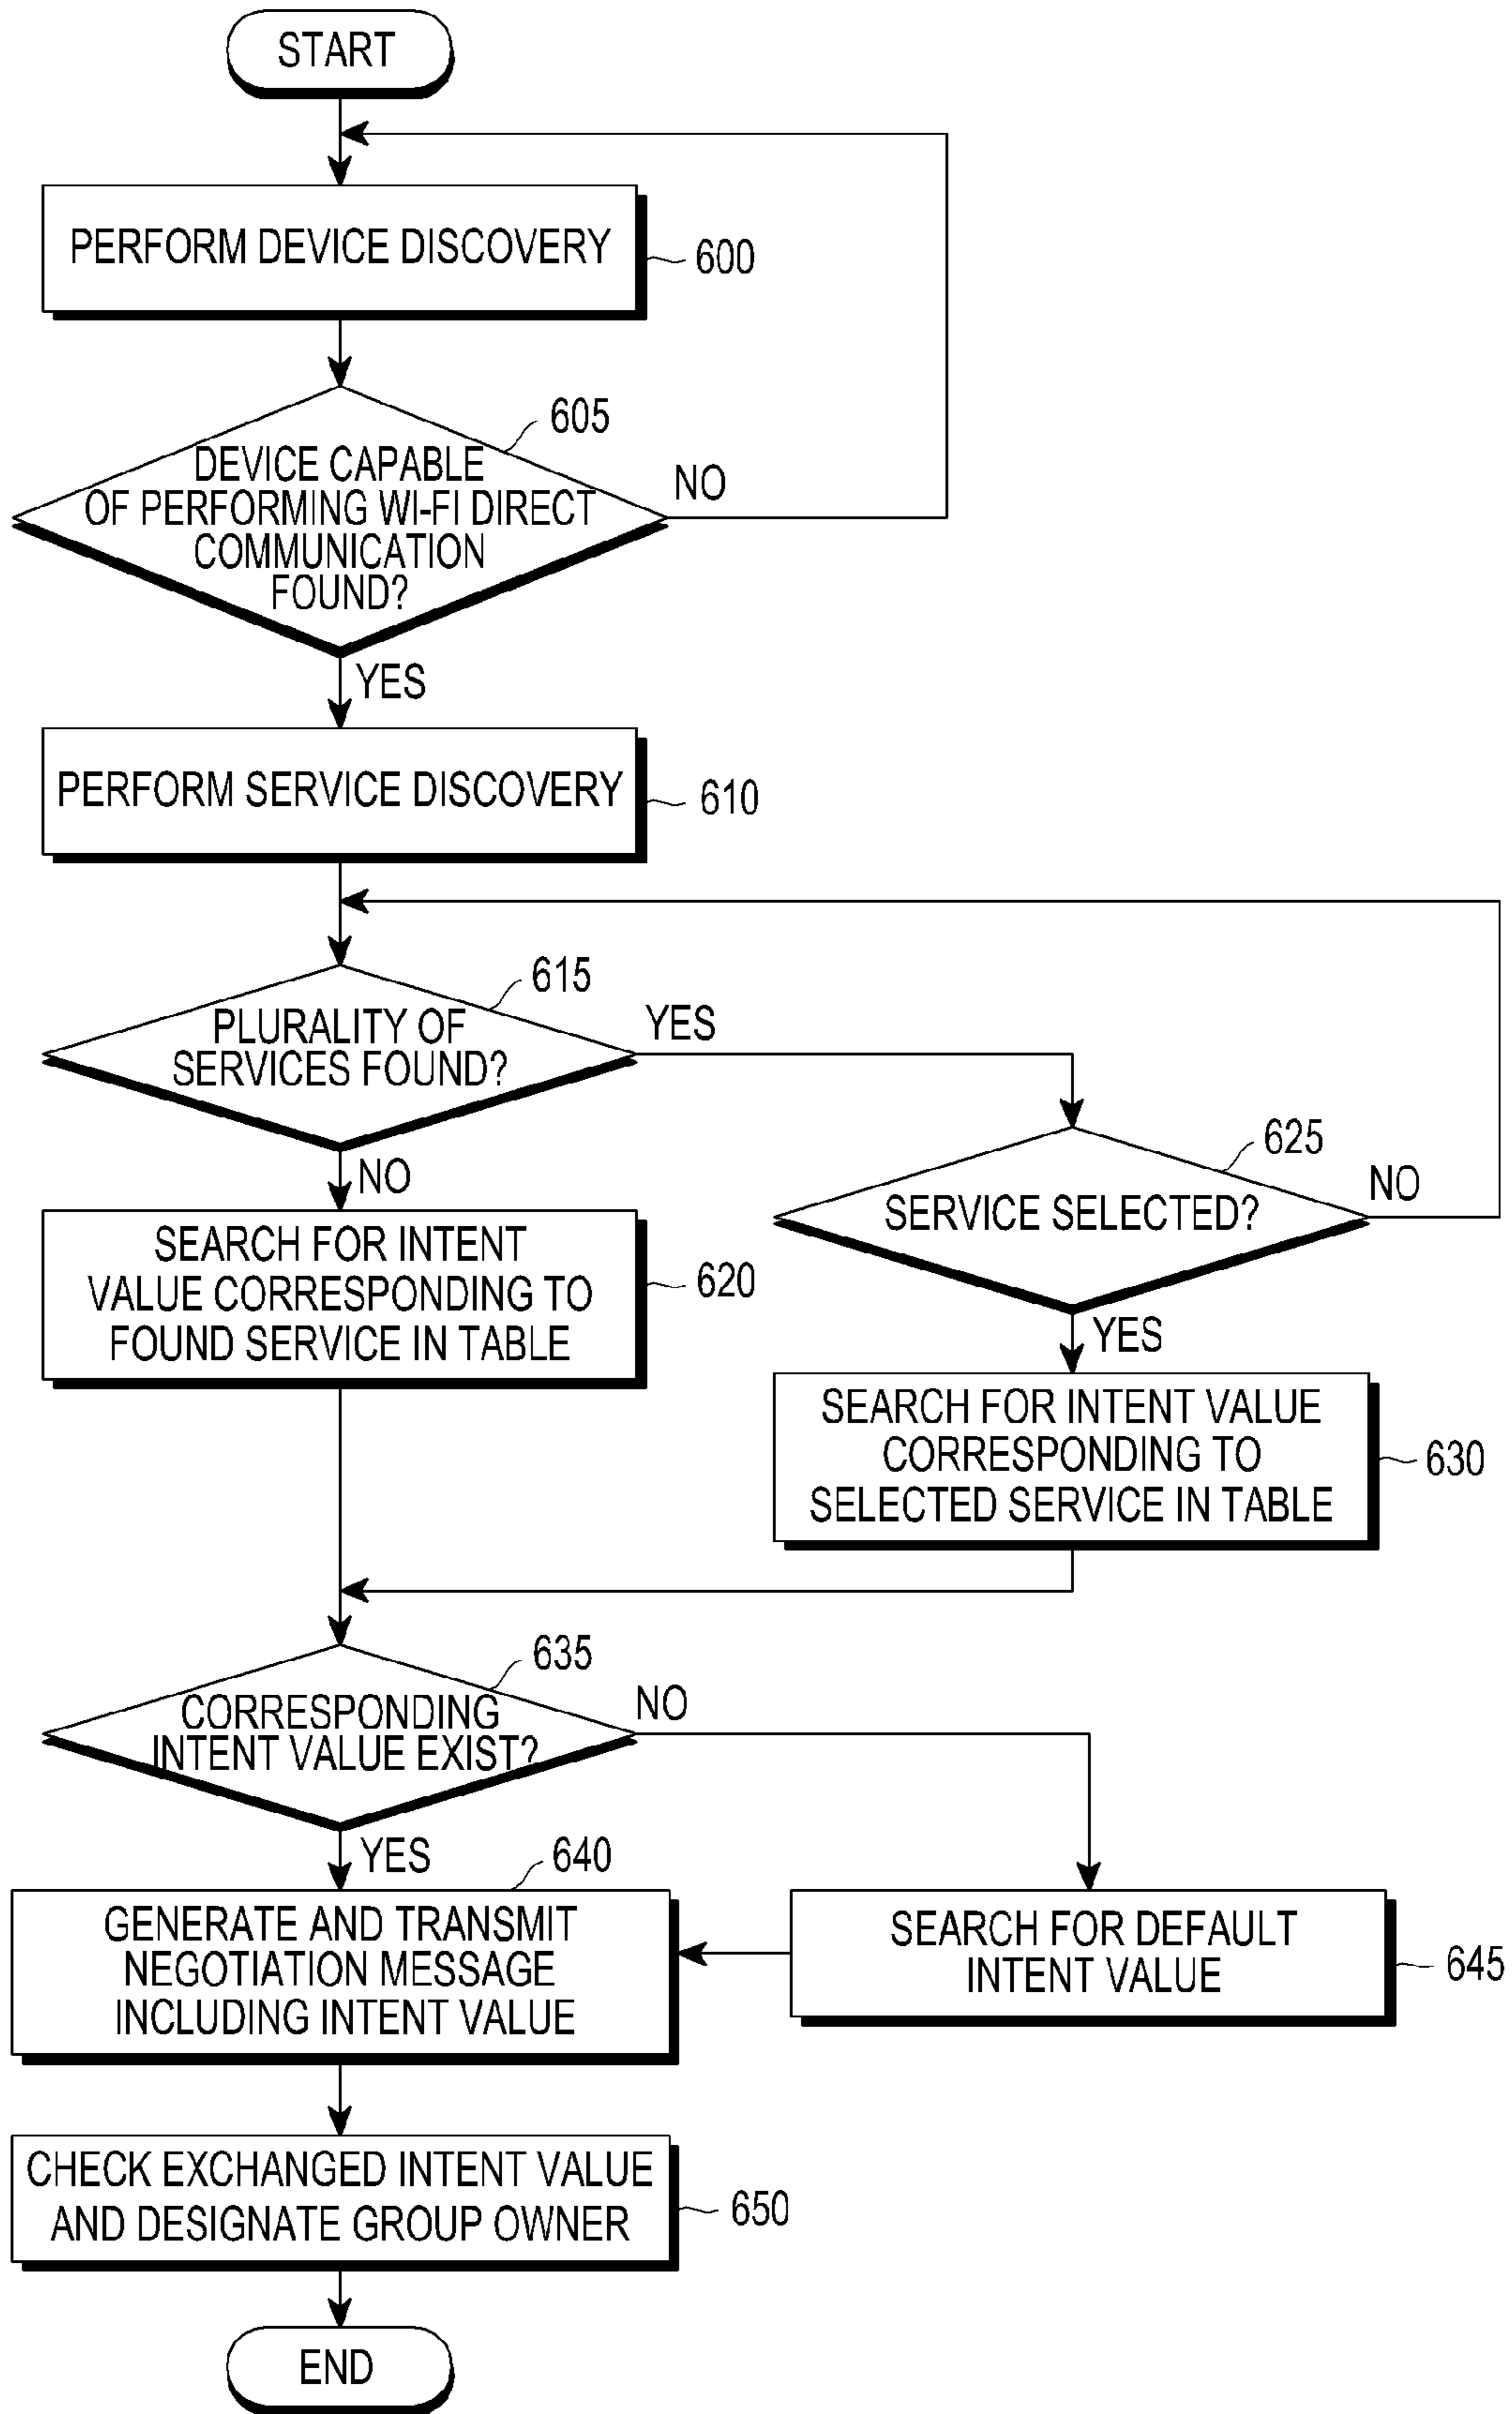 START
PERFORM DEVICE DISCOVERY
600
605
DEVICE CAPABLE
OF PERFORMING WI-FI DIRECT
COMMUNICATION
FOUND?
NO
YES
PERFORM SERVICE DISCOVERY
610
615
PLURALITY OF
SERVICES FOUND?
YES
NO
625
SERVICE SELECTED?
NO
YES
SEARCH FOR INTENT
VALUE CORRESPONDING TO
FOUND SERVICE IN TABLE
620
SEARCH FOR INTENT VALUE
CORRESPONDING TO
SELECTED SERVICE IN TABLE
630
635
CORRESPONDING
INTENT VALUE EXIST?
NO
YES
640
GENERATE AND TRANSMIT
NEGOTIATION MESSAGE
INCLUDING INTENT VALUE
SEARCH FOR DEFAULT
INTENT VALUE
645
CHECK EXCHANGED INTENT VALUE
AND DESIGNATE GROUP OWNER
650
END